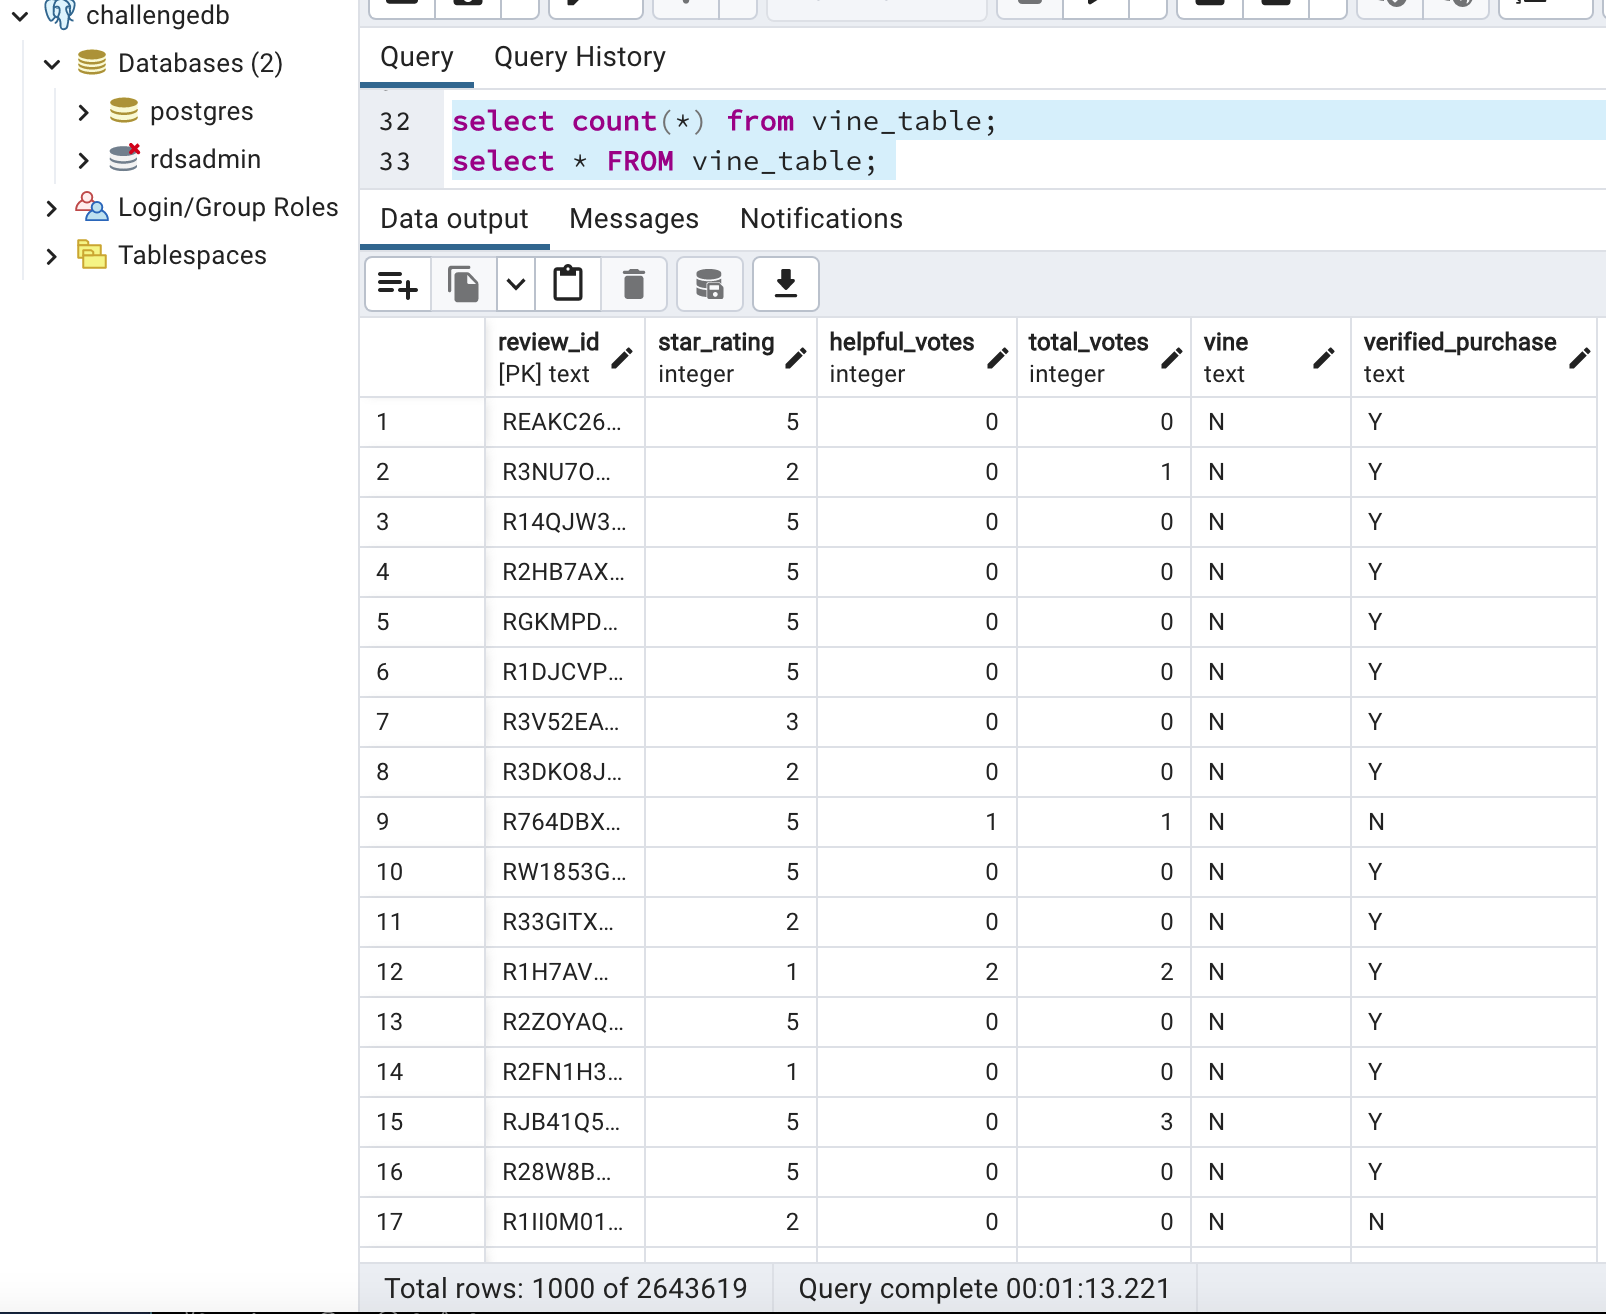 challengedb
Databases (2)
postgres
rdsadmin
Login/Group Roles
Tablespaces
Query Query History
32 select count(*) from vine_table;
33 select * FROM vine_table;
Data output Messages Notifications
review_id star_rating helpful_votes total_votes vine verified_purchase
[PK] text integer integer integer text text
1 REAKC26... 5 0 0 N Y
2 R3NU7O... 2 0 1 N Y
3 R14QJW3... 5 0 0 N Y
4 R2HB7AX... 5 0 0 N Y
5 RGKMPD... 5 0 0 N Y
6 R1DJCVP... 5 0 0 N Y
7 R3V52EA... 3 0 0 N Y
8 R3DKO8J... 2 0 0 N Y
9 R764DBX... 5 1 1 N N
10 RW1853G... 5 0 0 N Y
11 R33GITX... 2 0 0 N Y
12 R1H7AV... 1 2 2 N Y
13 R2ZOYAQ... 5 0 0 N Y
14 R2FN1H3... 1 0 0 N Y
15 RJB41Q5... 5 0 3 N Y
16 R28W8B... 5 0 0 N Y
17 R1II0M01... 2 0 0 N N
Total rows: 1000 of 2643619 Query complete 00:01:13.221